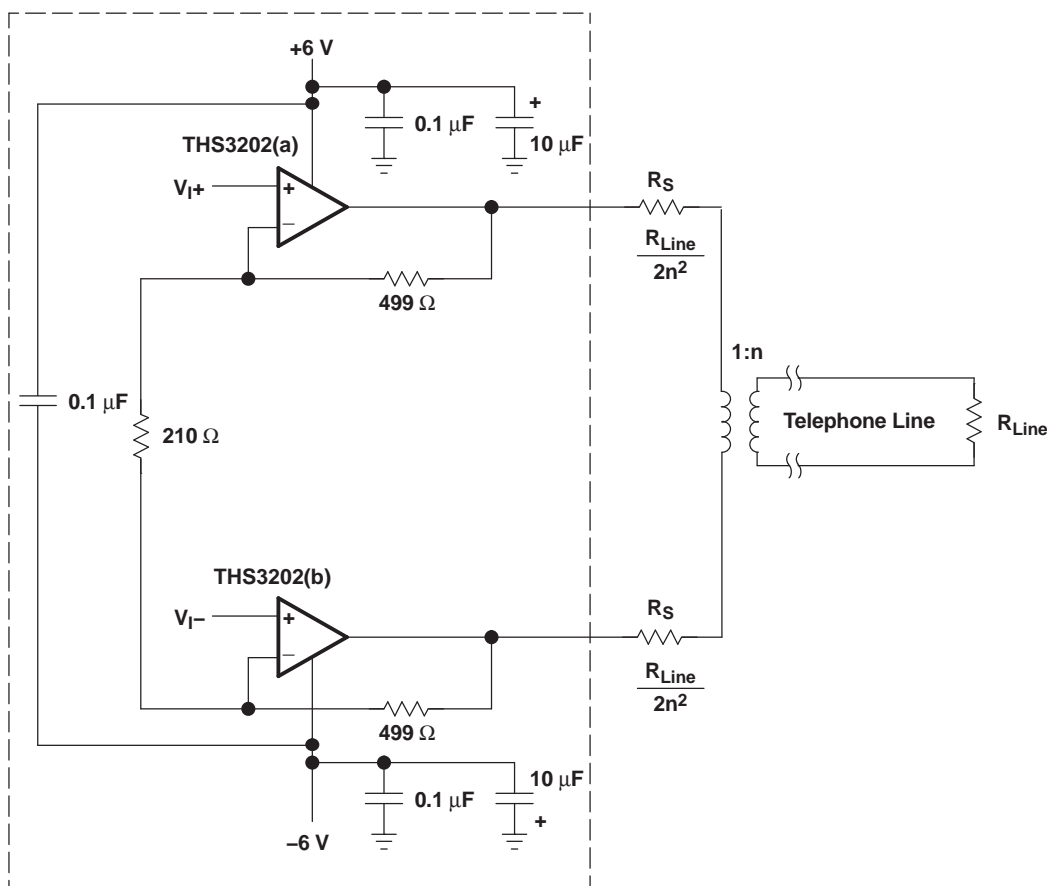 +6 V
+
0.1 μF
10 μF
THS3202(a)
VI+
+
−
499 Ω
RS
RLine
2n2
1:n
0.1 μF
210 Ω
Telephone Line
RLine
THS3202(b)
VI−
+
−
499 Ω
RS
RLine
2n2
0.1 μF
10 μF
+
−6 V